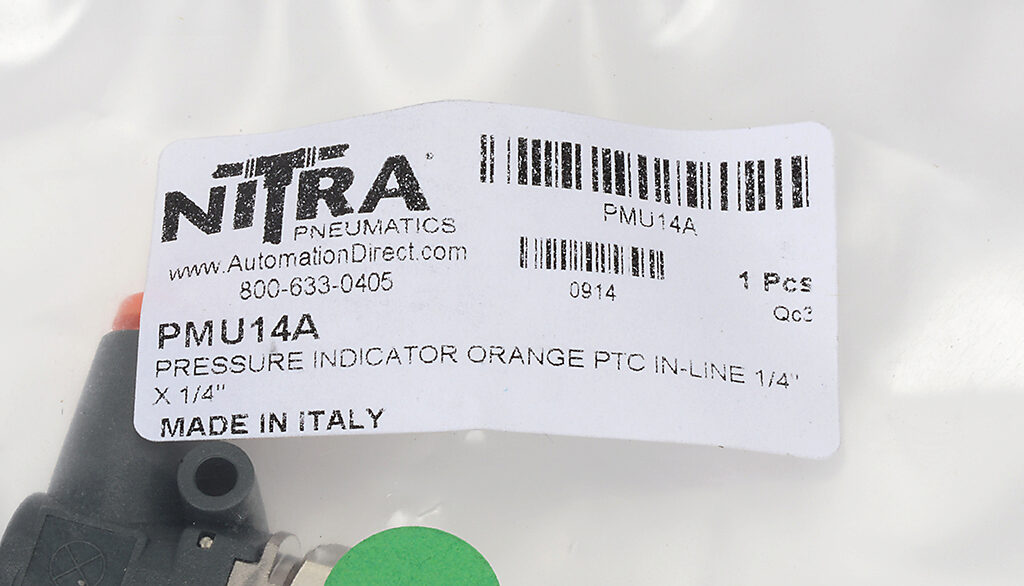 NITRA®
PNEUMATICS
www.AutomationDirect.com
800-633-0405
PMU14A
0914
1 Pcs
Qc3
PMU14A
PRESSURE INDICATOR ORANGE PTC IN-LINE 1/4"
X 1/4"
MADE IN ITALY